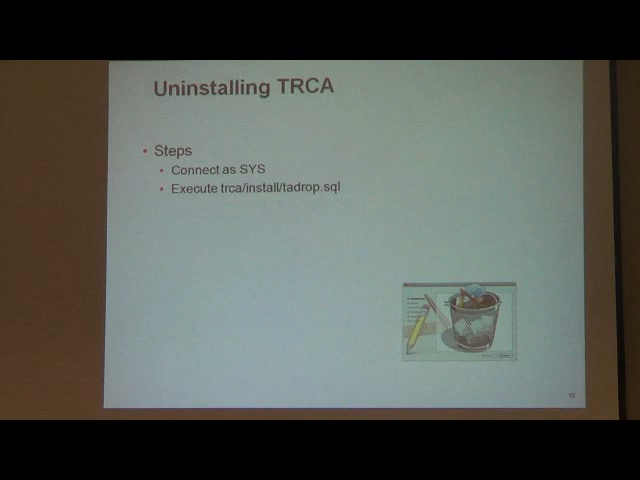 Uninstalling TRCA
• Steps
• Connect as SYS
• Execute trca/install/tadrop.sql